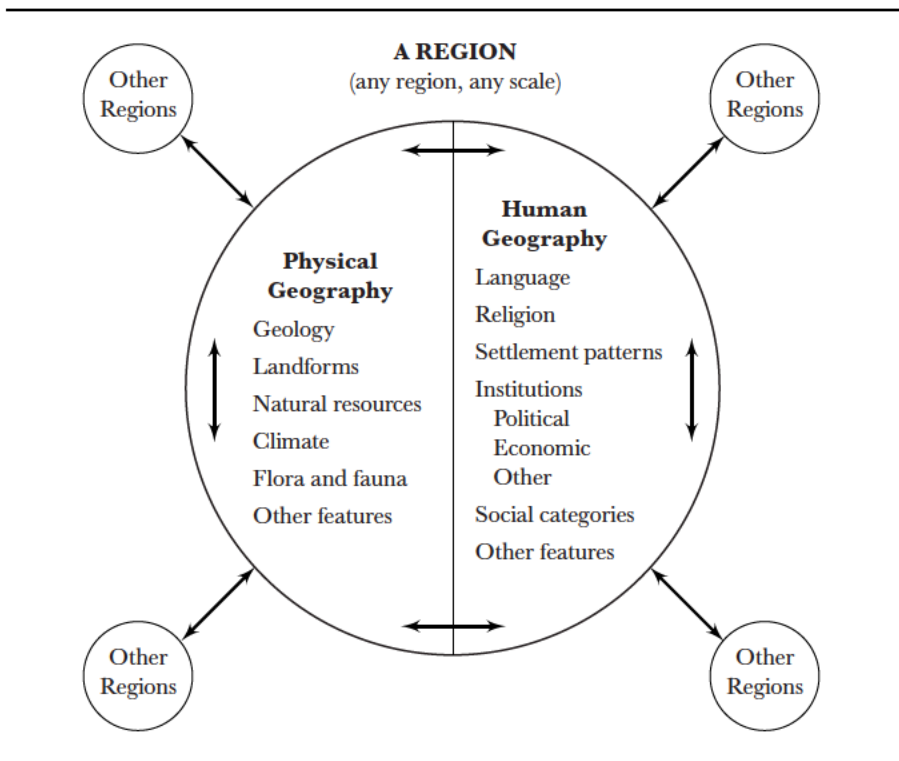 A REGION
(any region, any scale)
Other
Regions
Other
Regions
Physical
Geography
Geology
Landforms
Natural resources
Climate
Flora and fauna
Other features
Human
Geography
Language
Religion
Settlement patterns
Institutions
Political
Economic
Other
Social categories
Other features
Other
Regions
Other
Regions